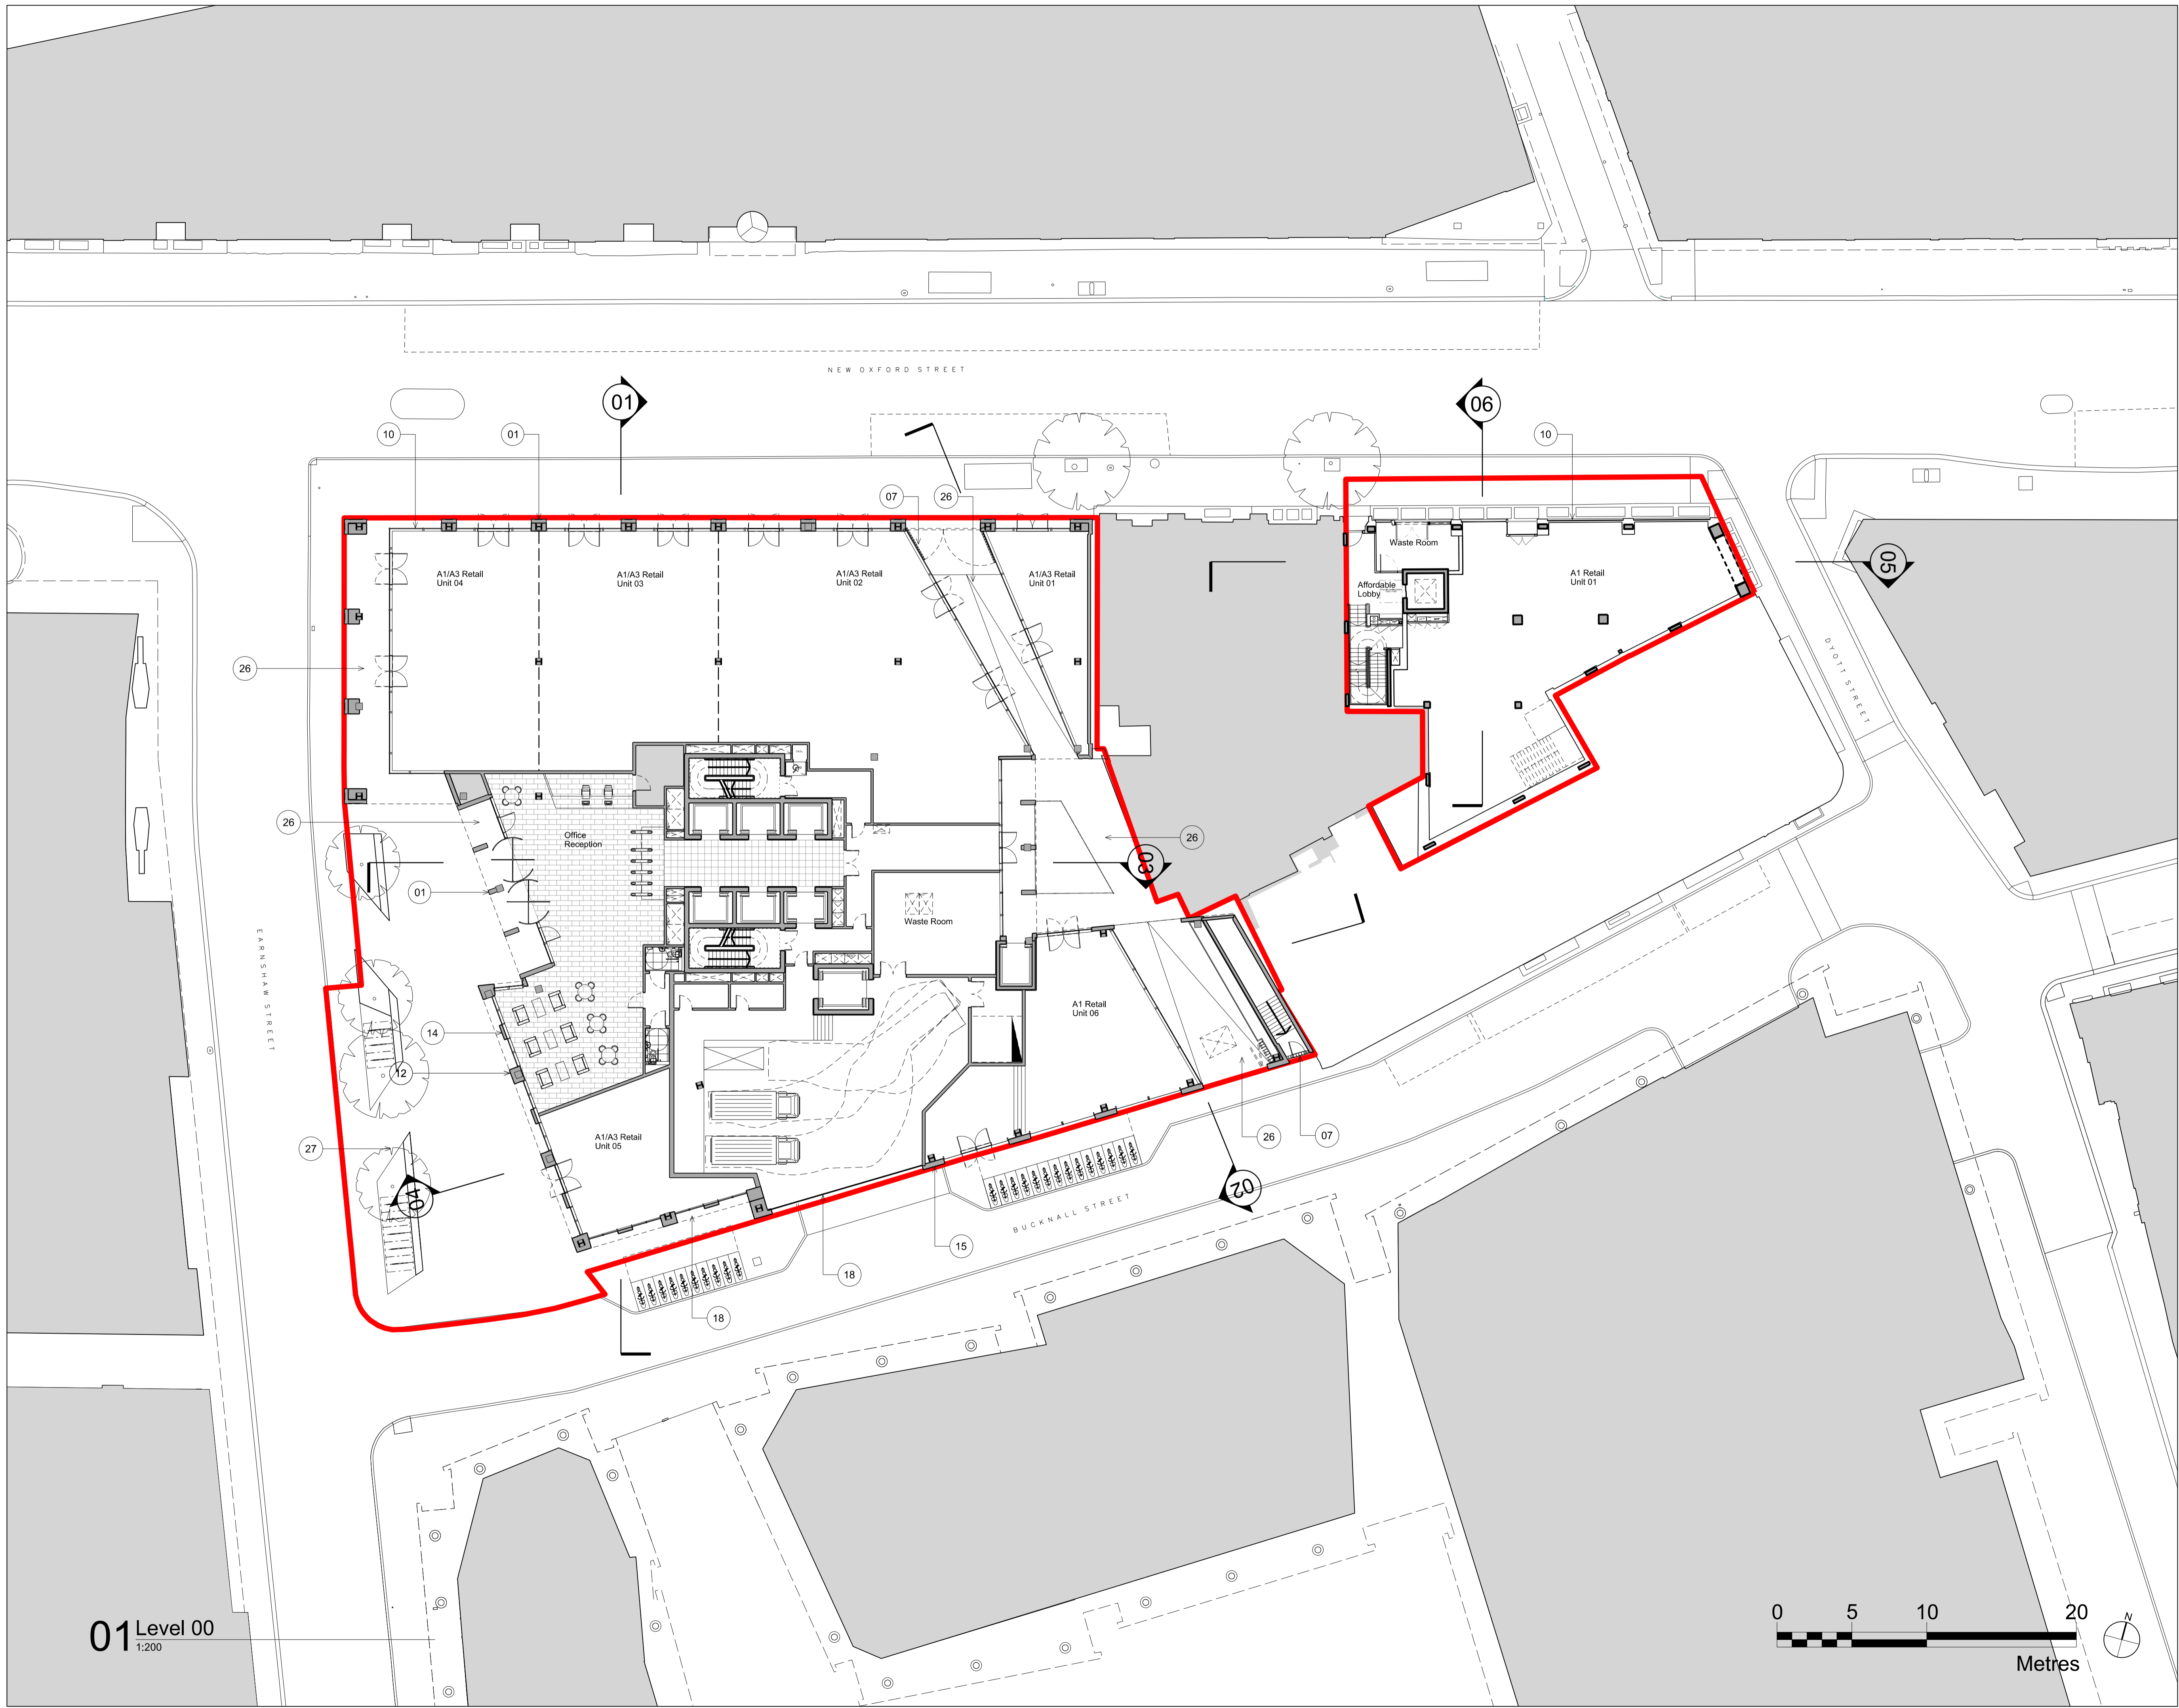 NEW OXFORD STREET
01
06
10
01
10
07
26
Waste Room
05
A1/A3 Retail
Unit 04
A1/A3 Retail
Unit 03
A1/A3 Retail
Unit 02
A1/A3 Retail
Unit 01
A1 Retail
Unit 01
Affordable
Lobby
26
DYOTT STREET
26
Office
Reception
26
03
01
Waste Room
EARNSHAW STREET
A1 Retail
Unit 06
14
12
27
A1/A3 Retail
Unit 05
26
07
04
02
BUCKNALL STREET
15
18
18
01
Level 00
1:200
0 5 10 20
Metres
N